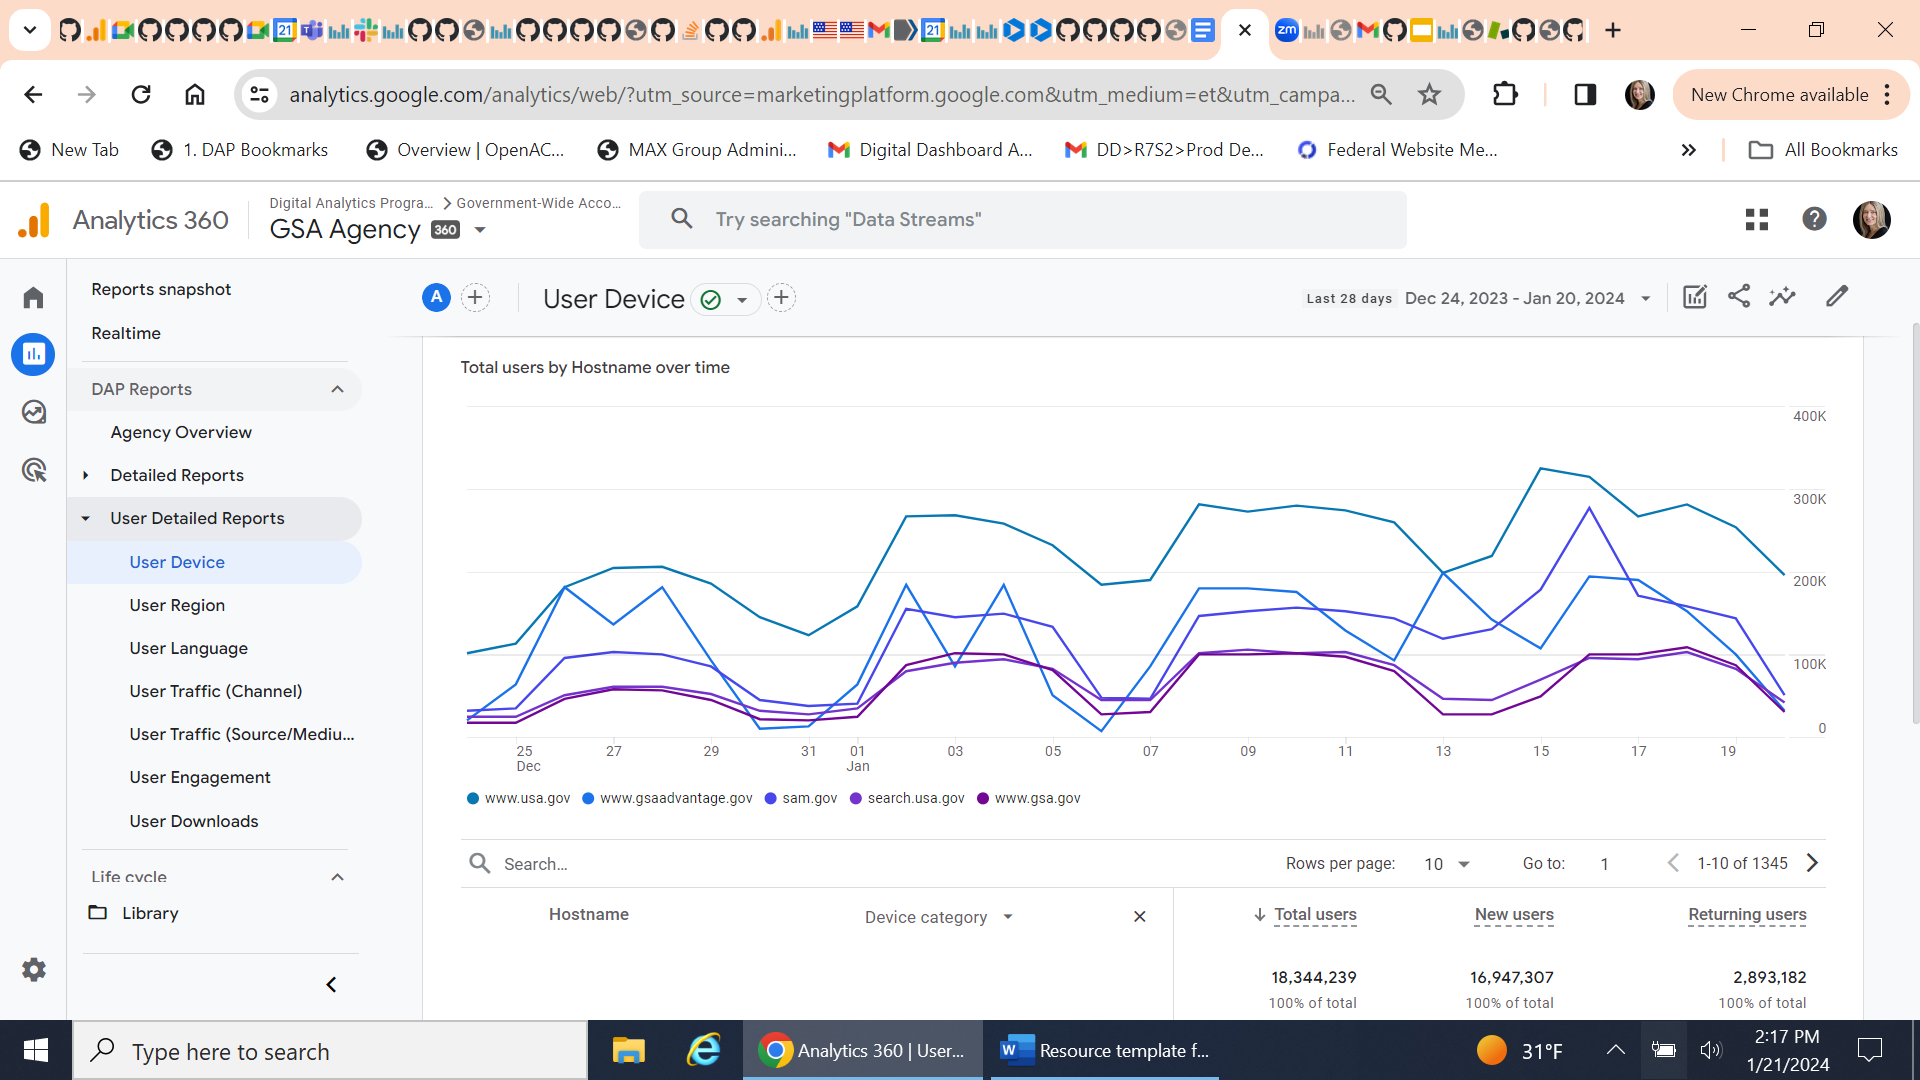 analytics.google.com/analytics/web/?utm_source=marketingplatform.google.com&utm_medium=et&utm_campa...
New Chrome available
New Tab
1. DAP Bookmarks
Overview | OpenAC...
MAX Group Admini...
Digital Dashboard A...
DD>R7S2>Prod De...
Federal Website Me...
All Bookmarks
Analytics 360
Digital Analytics Progra... > Government-Wide Acco...
GSA Agency 360
Try searching "Data Streams"
Reports snapshot
Realtime
DAP Reports
Agency Overview
Detailed Reports
User Detailed Reports
User Device
User Region
User Language
User Traffic (Channel)
User Traffic (Source/Mediu...
User Engagement
User Downloads
Life cycle
Library
A
User Device
Last 28 days Dec 24, 2023 - Jan 20, 2024
Total users by Hostname over time
400K
300K
200K
100K
0
25 27 29 31 01 03 05 07 09 11 13 15 17 19
Dec Jan
www.usa.gov www.gsaadvantage.gov sam.gov search.usa.gov www.gsa.gov
Search...
Rows per page: 10 Go to: 1 1-10 of 1345
Hostname Device category Total users New users Returning users
18,344,239 16,947,307 2,893,182
100% of total 100% of total 100% of total
Type here to search
Analytics 360 | User...
Resource template f...
31°F
2:17 PM
1/21/2024